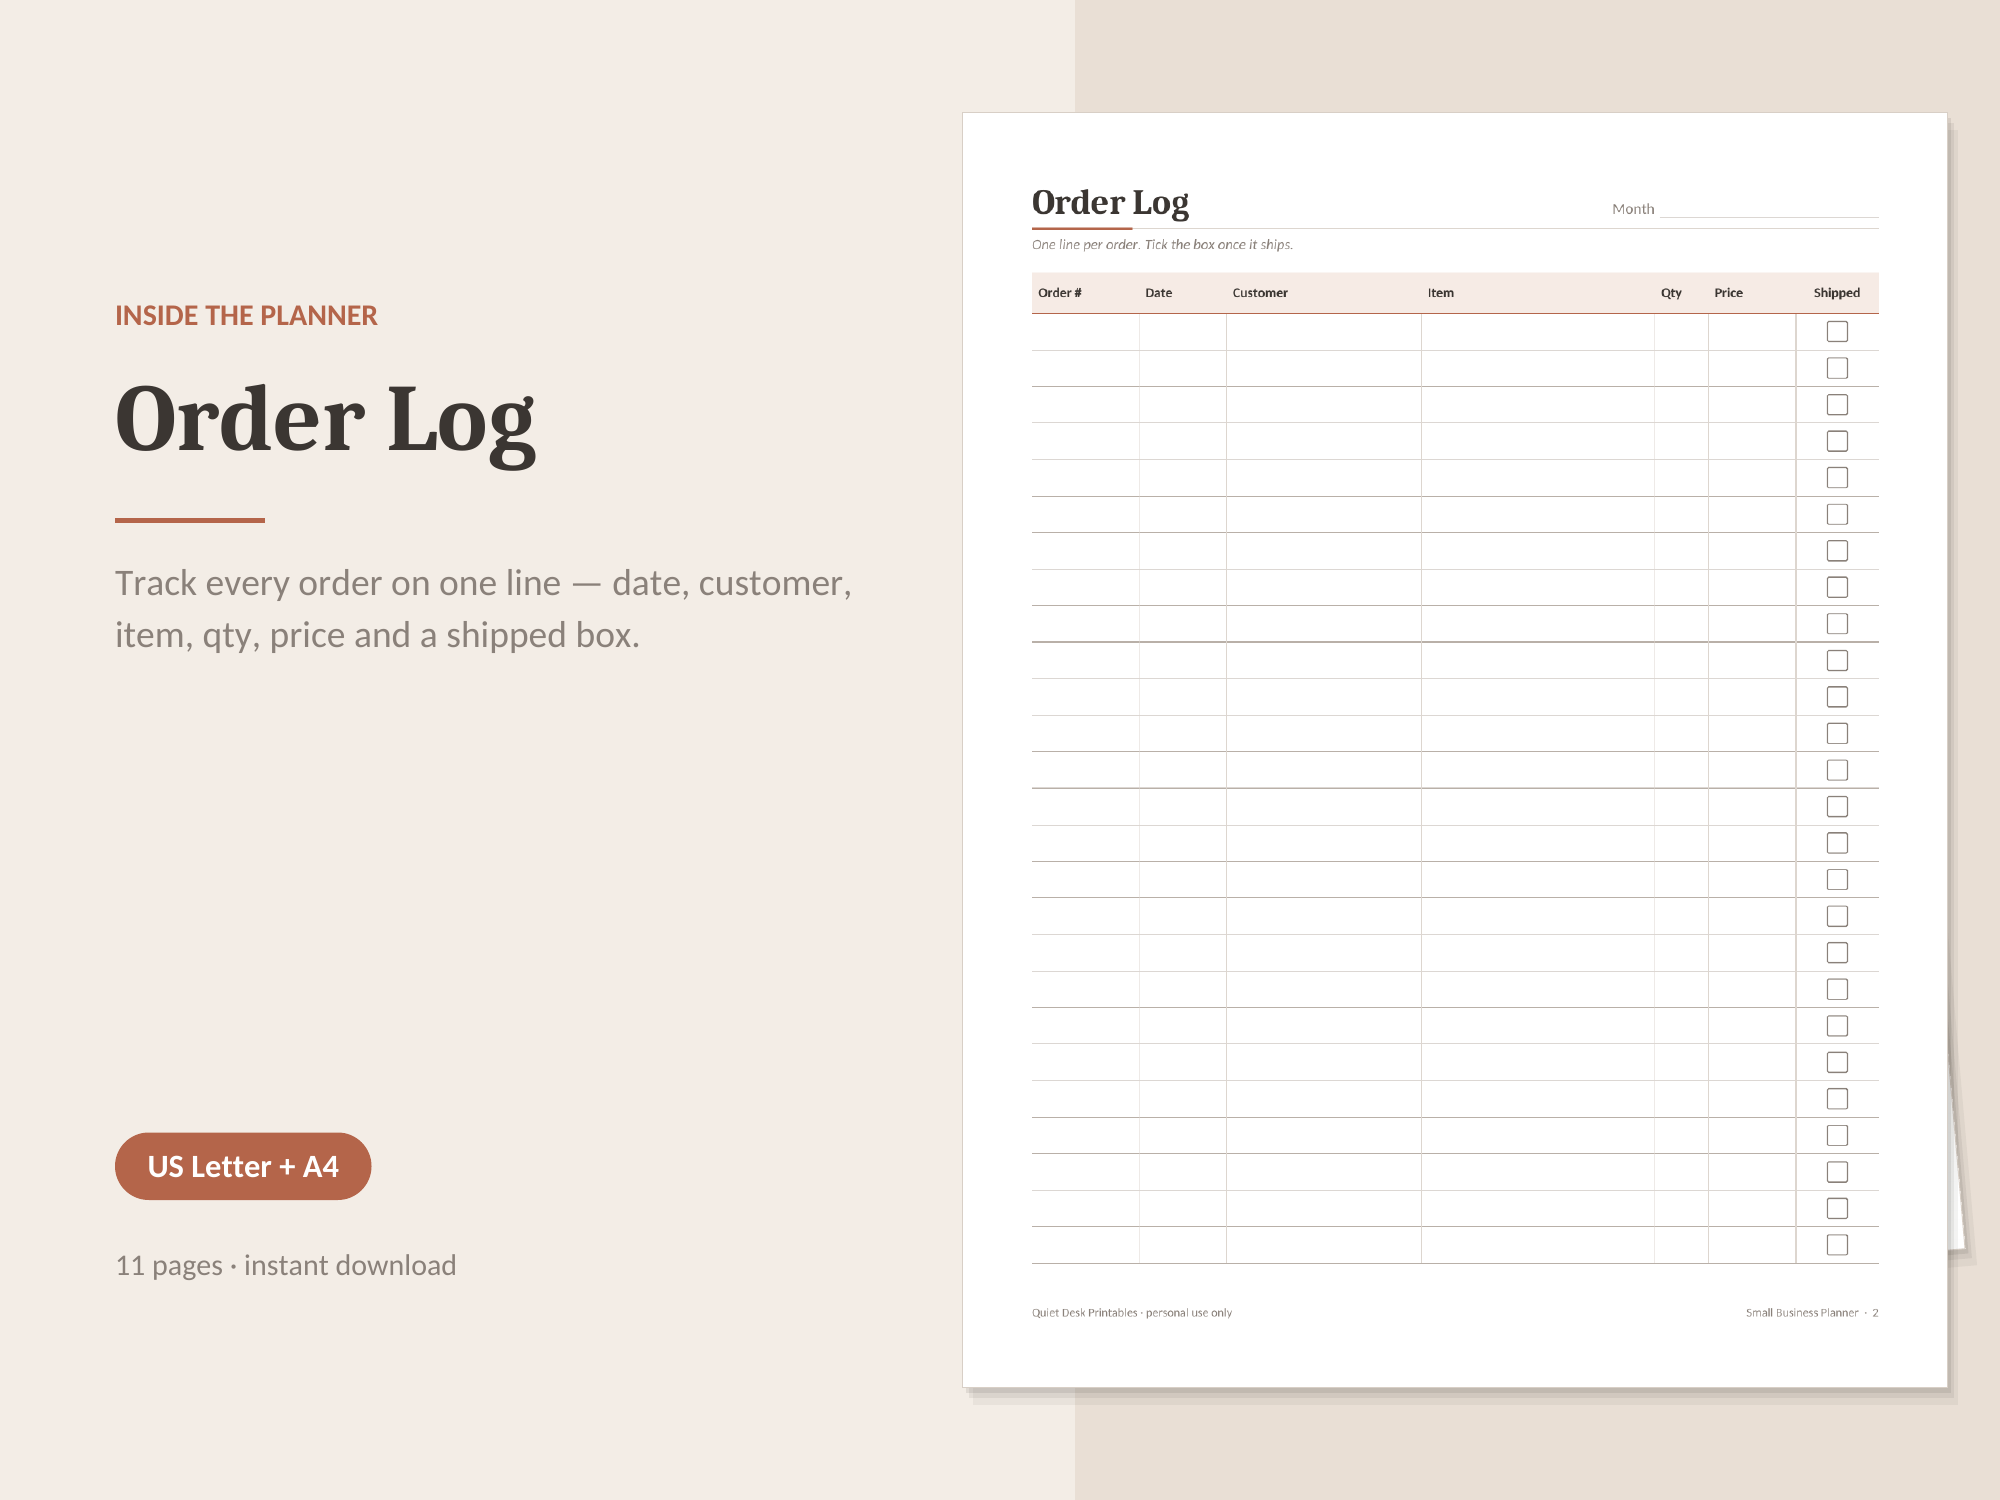 INSIDE THE PLANNER
Order Log
Track every order on one line — date, customer,
item, qty, price and a shipped box.
US Letter + A4
11 pages · instant download
Order Log
Month
One line per order. Tick the box once it ships.
Order # Date Customer Item Qty Price Shipped
Quiet Desk Printables · personal use only
Small Business Planner · 2